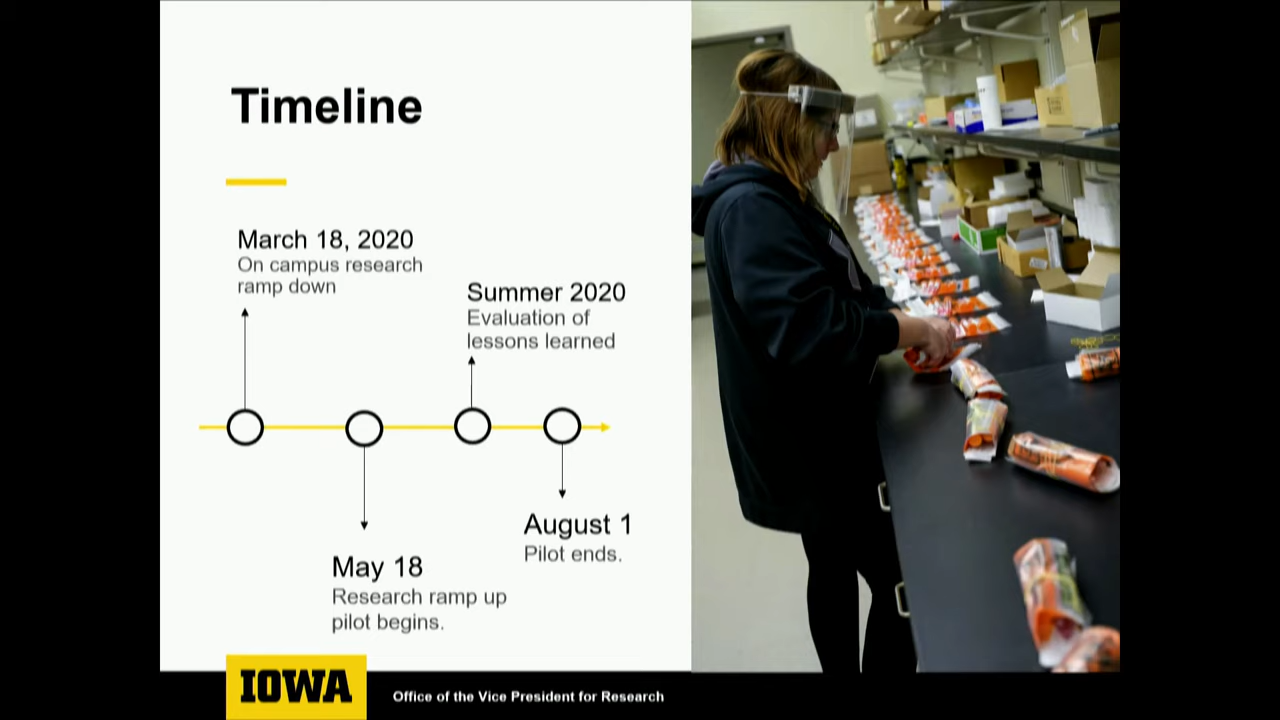 Timeline
March 18, 2020
On campus research
ramp down
Summer 2020
Evaluation of
lessons learned
August 1
Pilot ends.
May 18
Research ramp up
pilot begins.
IOWA
Office of the Vice President for Research